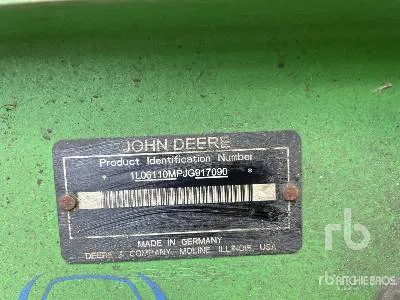 JOHN DEERE
Product Identification Number
* 1L06110MPJG917090 *
MADE IN GERMANY
DEERE & COMPANY MOLINE ILLINOIS USA
rb
RITCHIE BROS.